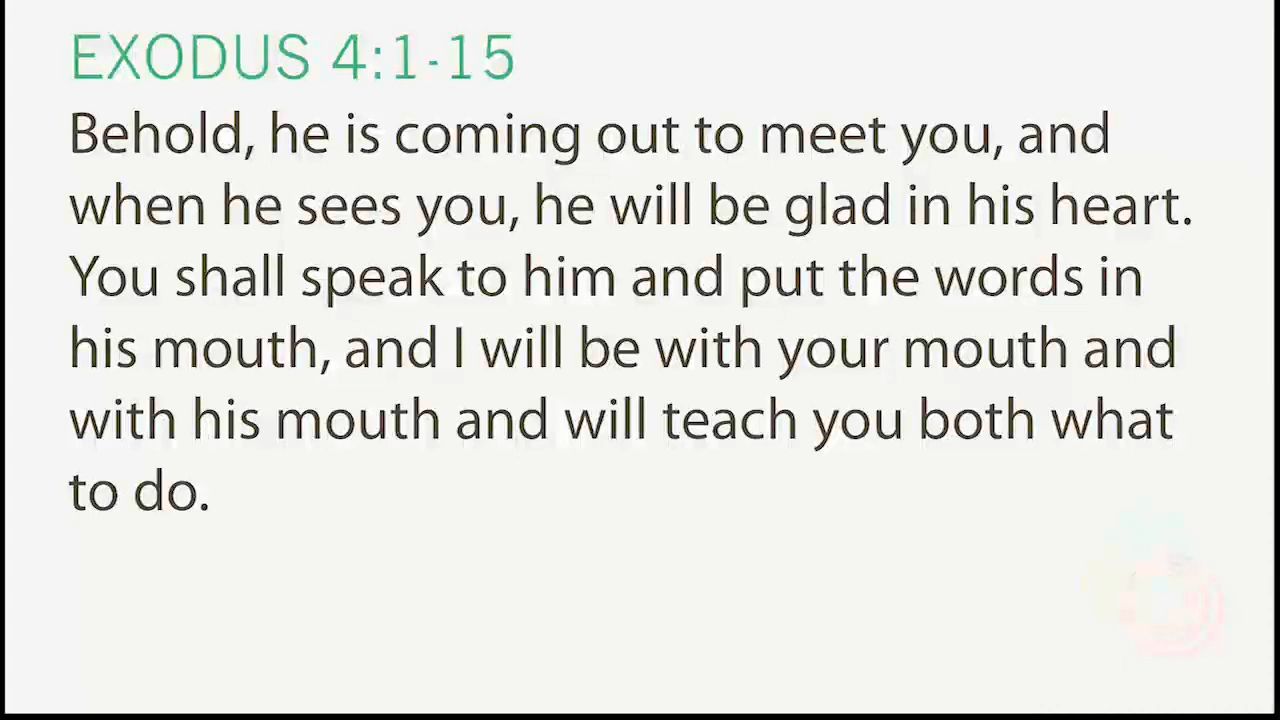 EXODUS 4:1-15
Behold, he is coming out to meet you, and
when he sees you, he will be glad in his heart.
You shall speak to him and put the words in
his mouth, and I will be with your mouth and
with his mouth and will teach you both what
to do.